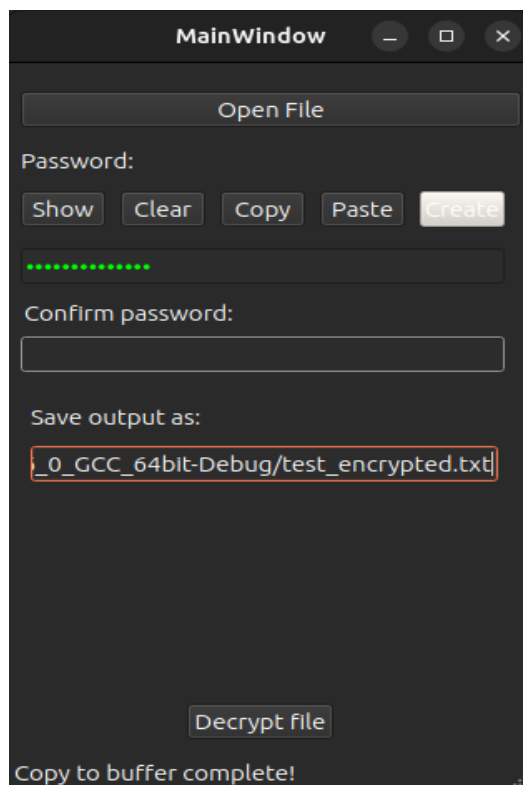 MainWindow
Open File
Password:
Show Clear Copy Paste Create
Confirm password:
Save output as:
_0_GCC_64bit-Debug/test_encrypted.txt
Decrypt file
Copy to buffer complete!